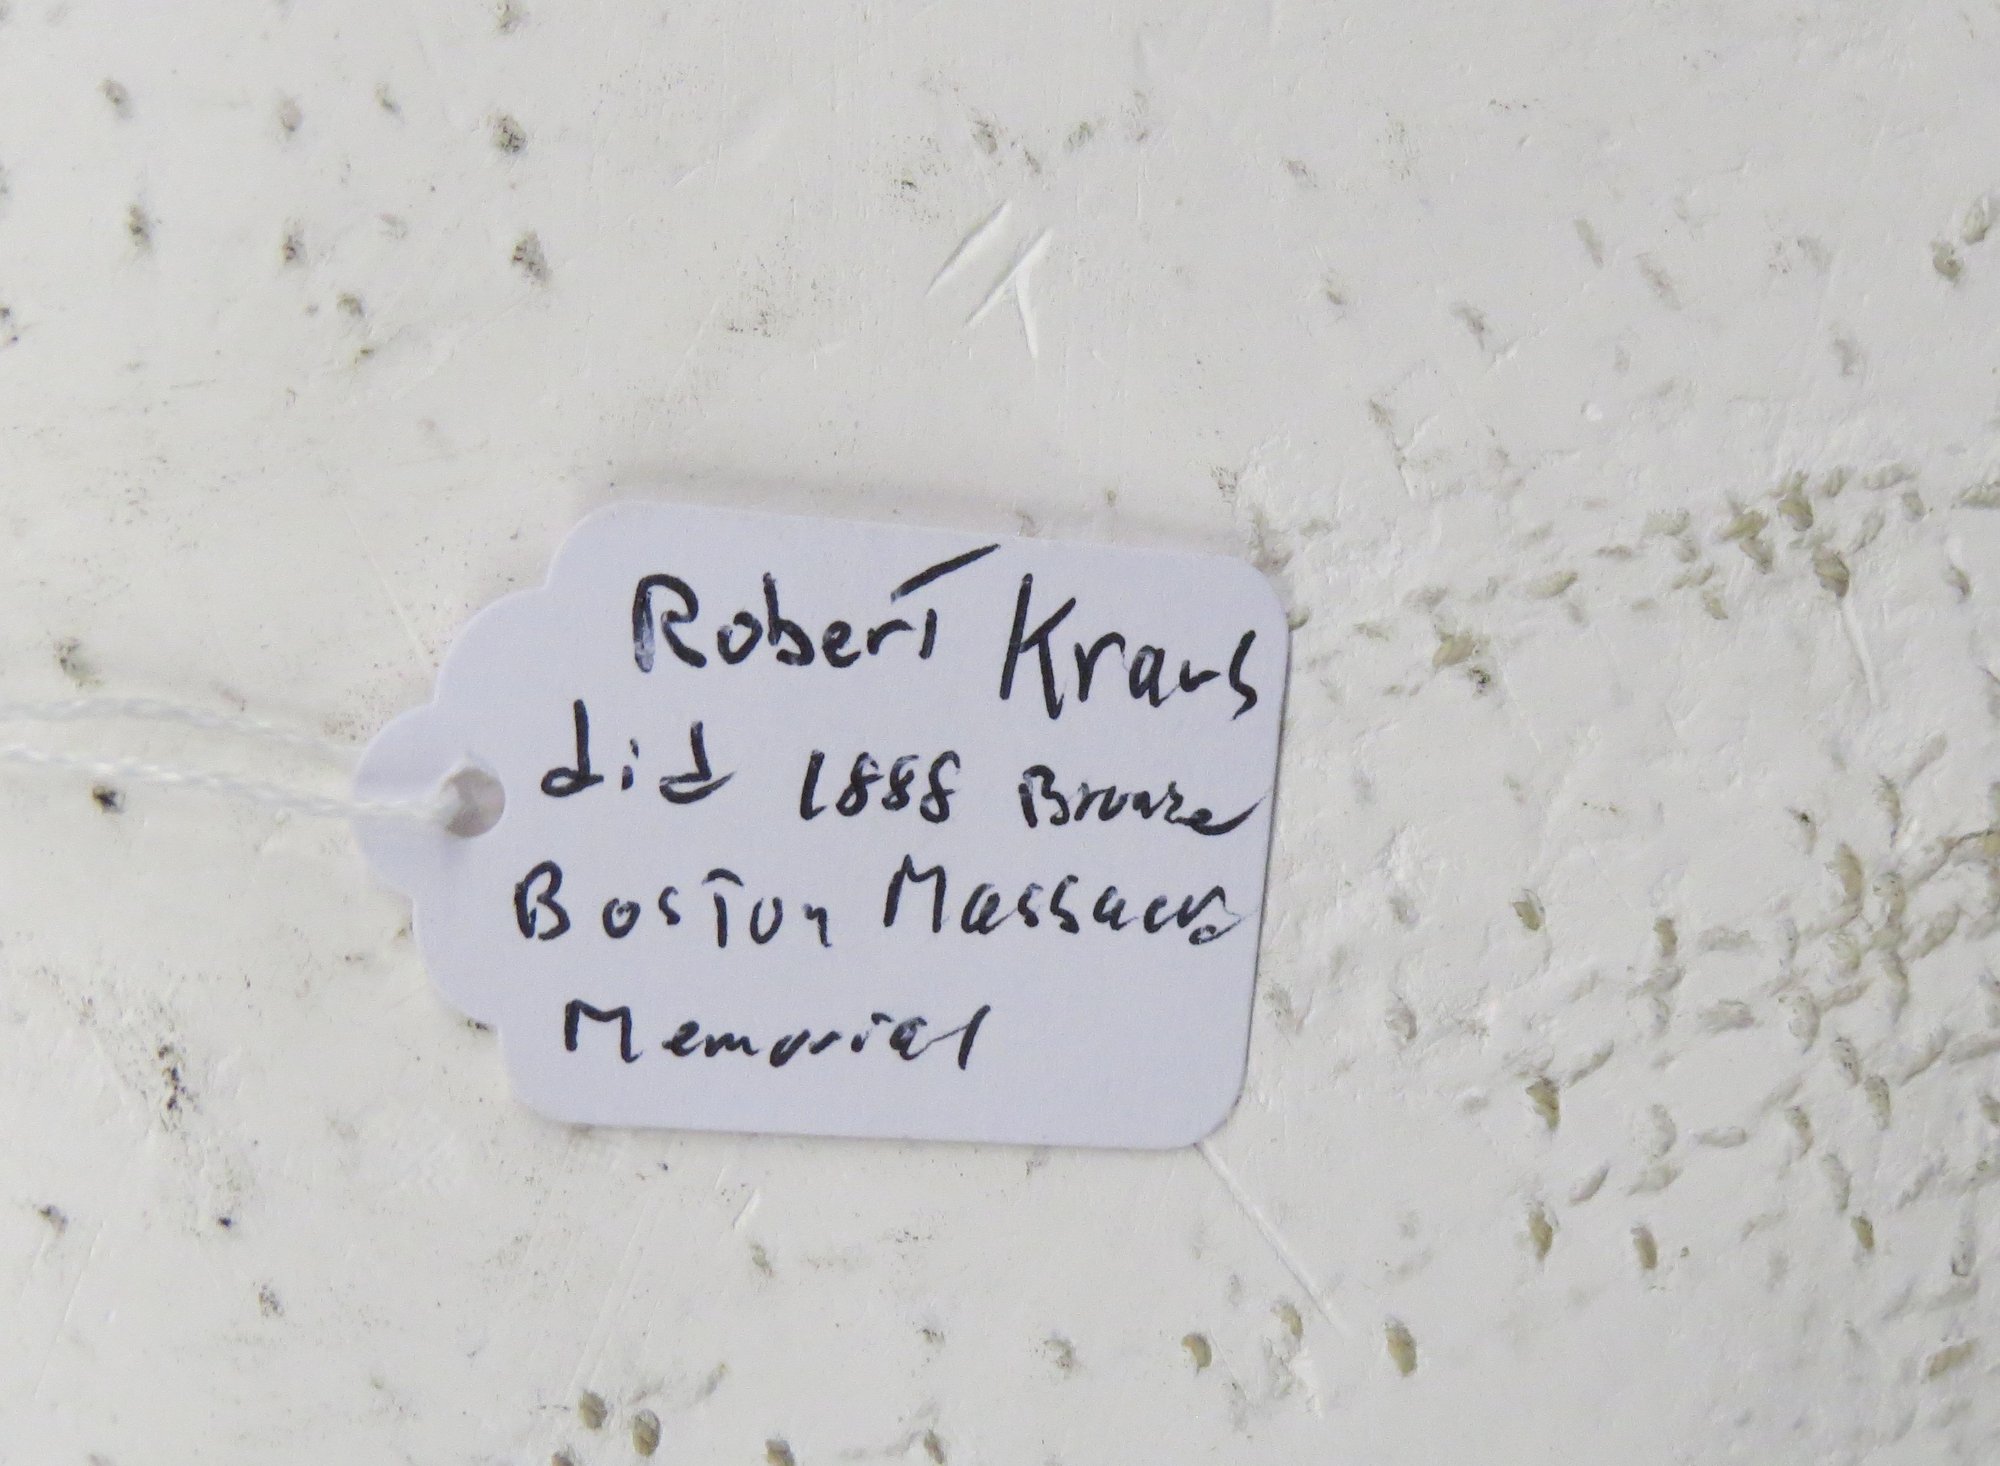 Robert Kraus
did 1888 Bronze
Boston Massacre
Memorial